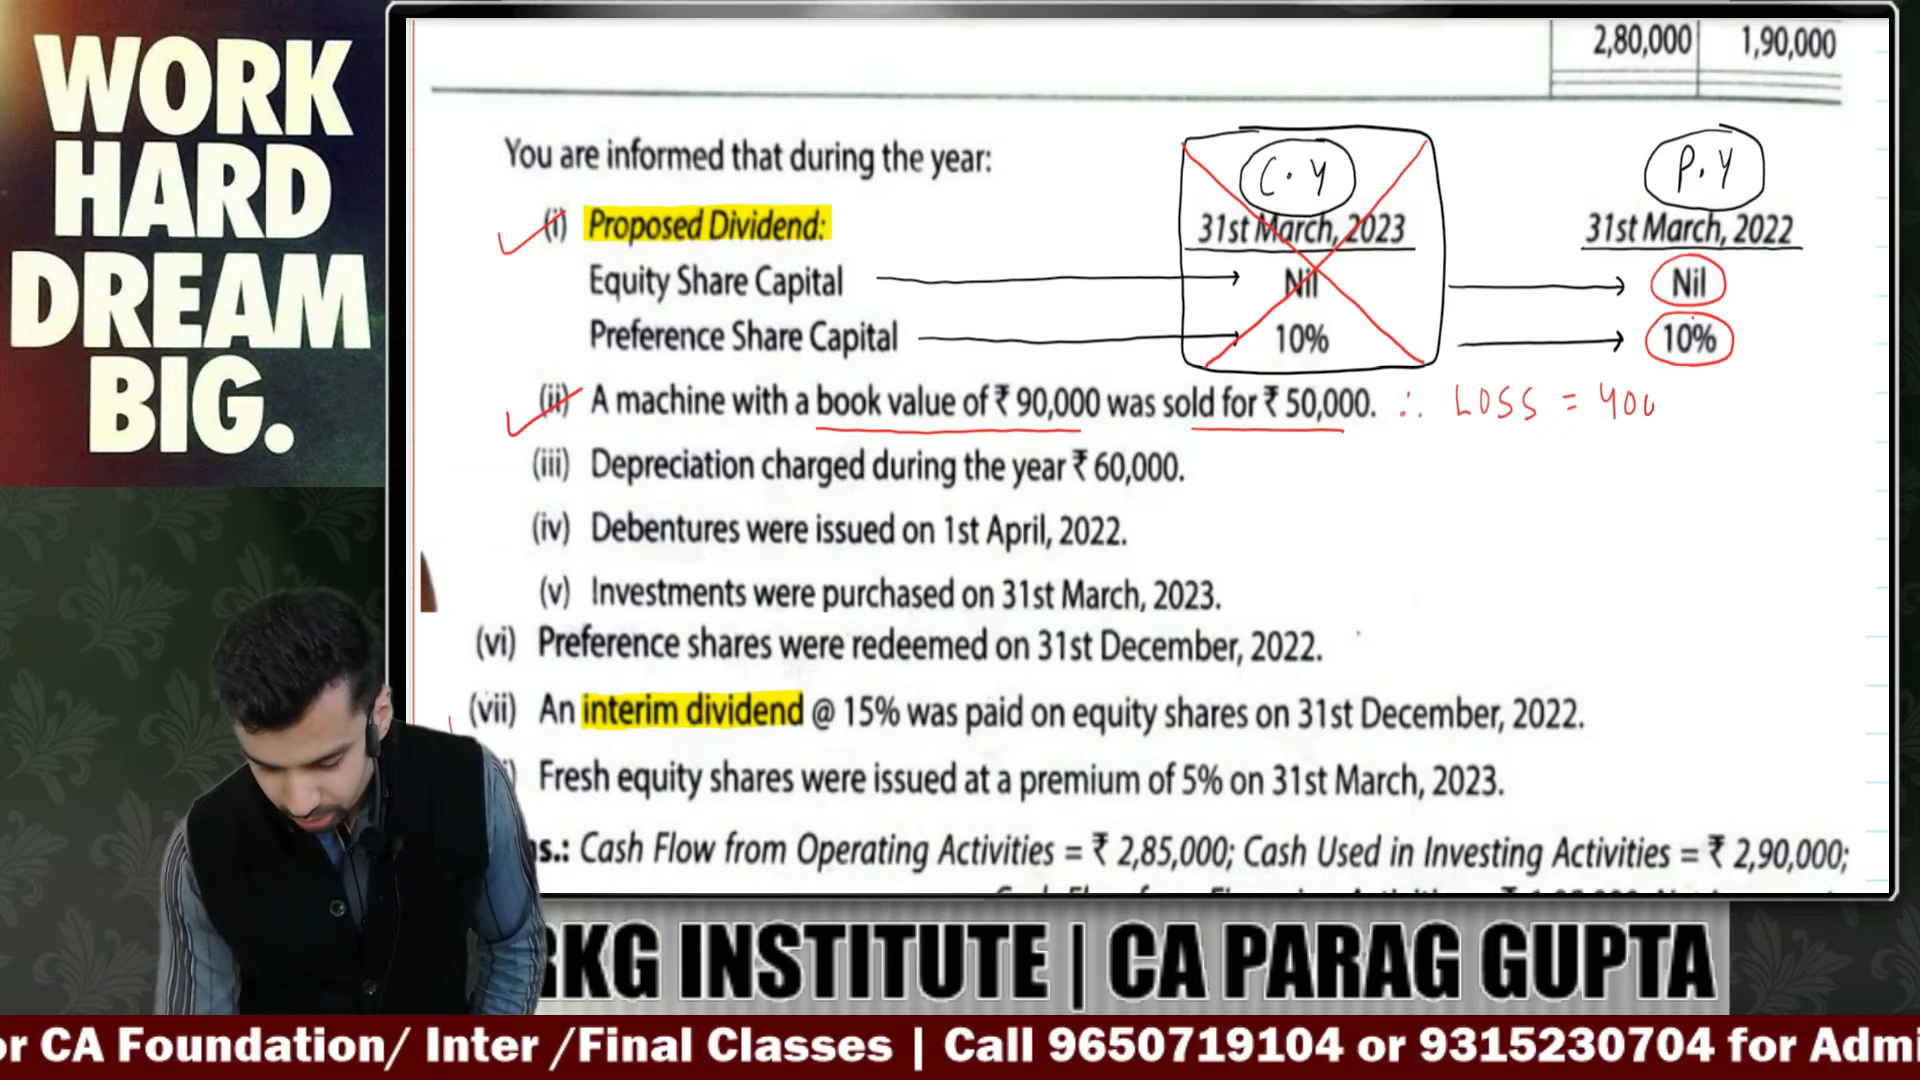 WORK
HARD
DREAM
BIG.
2,80,000 1,90,000
You are informed that during the year:
C.Y P.Y
(i) Proposed Dividend: 31st March, 2023 31st March, 2022
Equity Share Capital Nil Nil
Preference Share Capital 10% 10%
(ii) A machine with a book value of ₹ 90,000 was sold for ₹ 50,000. ∴ LOSS = 400
(iii) Depreciation charged during the year ₹ 60,000.
(iv) Debentures were issued on 1st April, 2022.
(v) Investments were purchased on 31st March, 2023.
(vi) Preference shares were redeemed on 31st December, 2022.
(vii) An interim dividend @ 15% was paid on equity shares on 31st December, 2022.
Fresh equity shares were issued at a premium of 5% on 31st March, 2023.
ns.: Cash Flow from Operating Activities = ₹ 2,85,000; Cash Used in Investing Activities = ₹ 2,90,000;
RKG INSTITUTE | CA PARAG GUPTA
or CA Foundation/ Inter /Final Classes | Call 9650719104 or 9315230704 for Admi